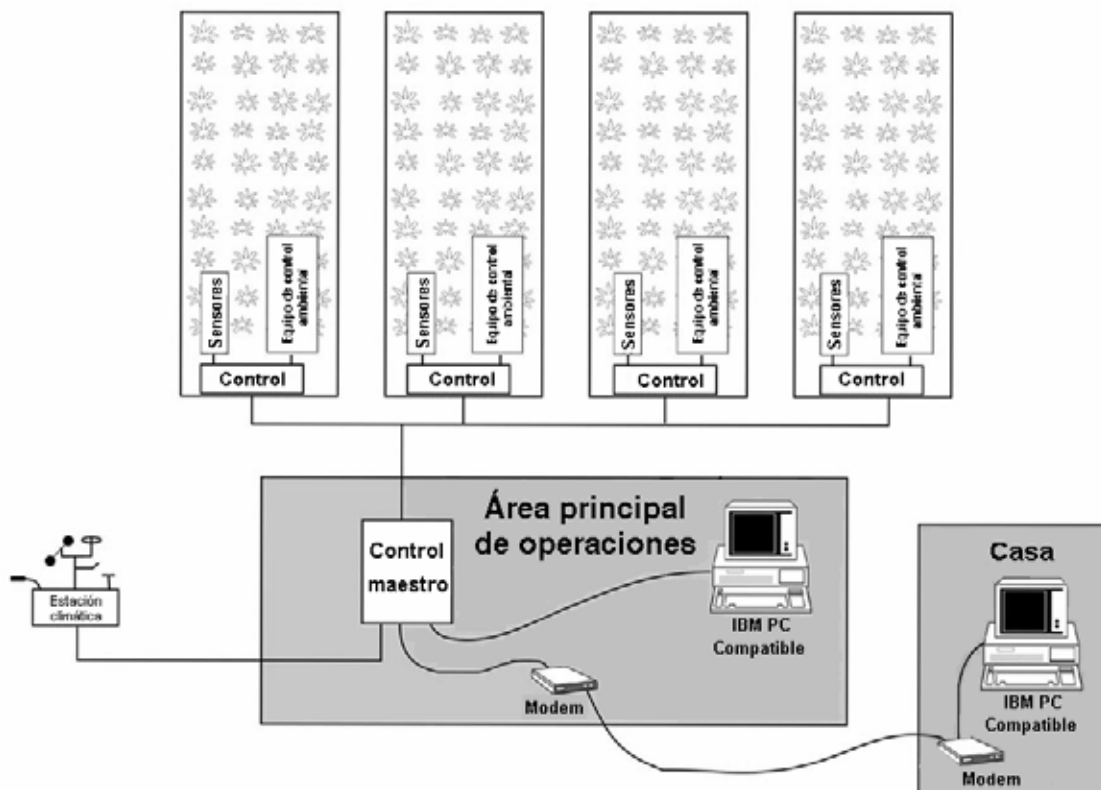 Sensores
Equipo de control
ambiental
Control
Sensores
Equipo de control
ambiental
Control
Sensores
Equipo de control
ambiental
Control
Sensores
Equipo de control
ambiental
Control
Área principal
de operaciones
Control
maestro
IBM PC
Compatible
Modem
Estación
climática
Casa
IBM PC
Compatible
Modem